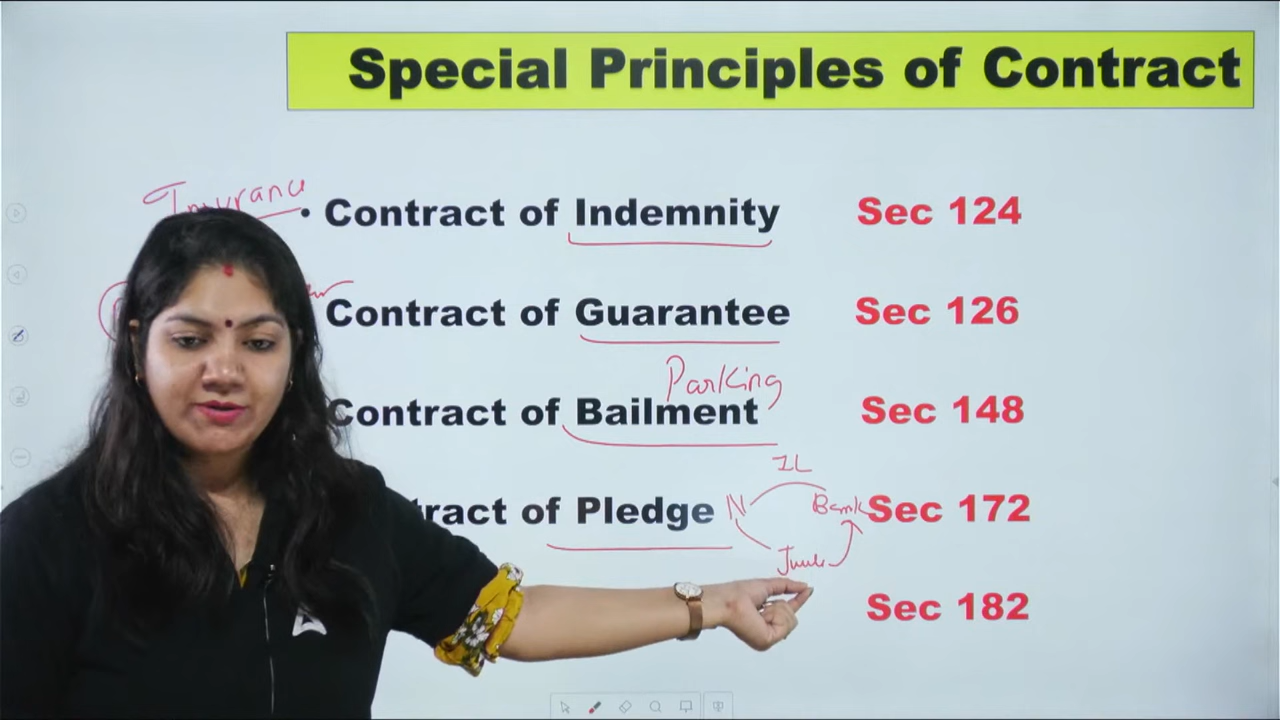 Special Principles of Contract
Insurance
• Contract of Indemnity Sec 124
Contract of Guarantee Sec 126
Parking
Contract of Bailment Sec 148
1L
tract of Pledge N Bank Sec 172
Sec 182